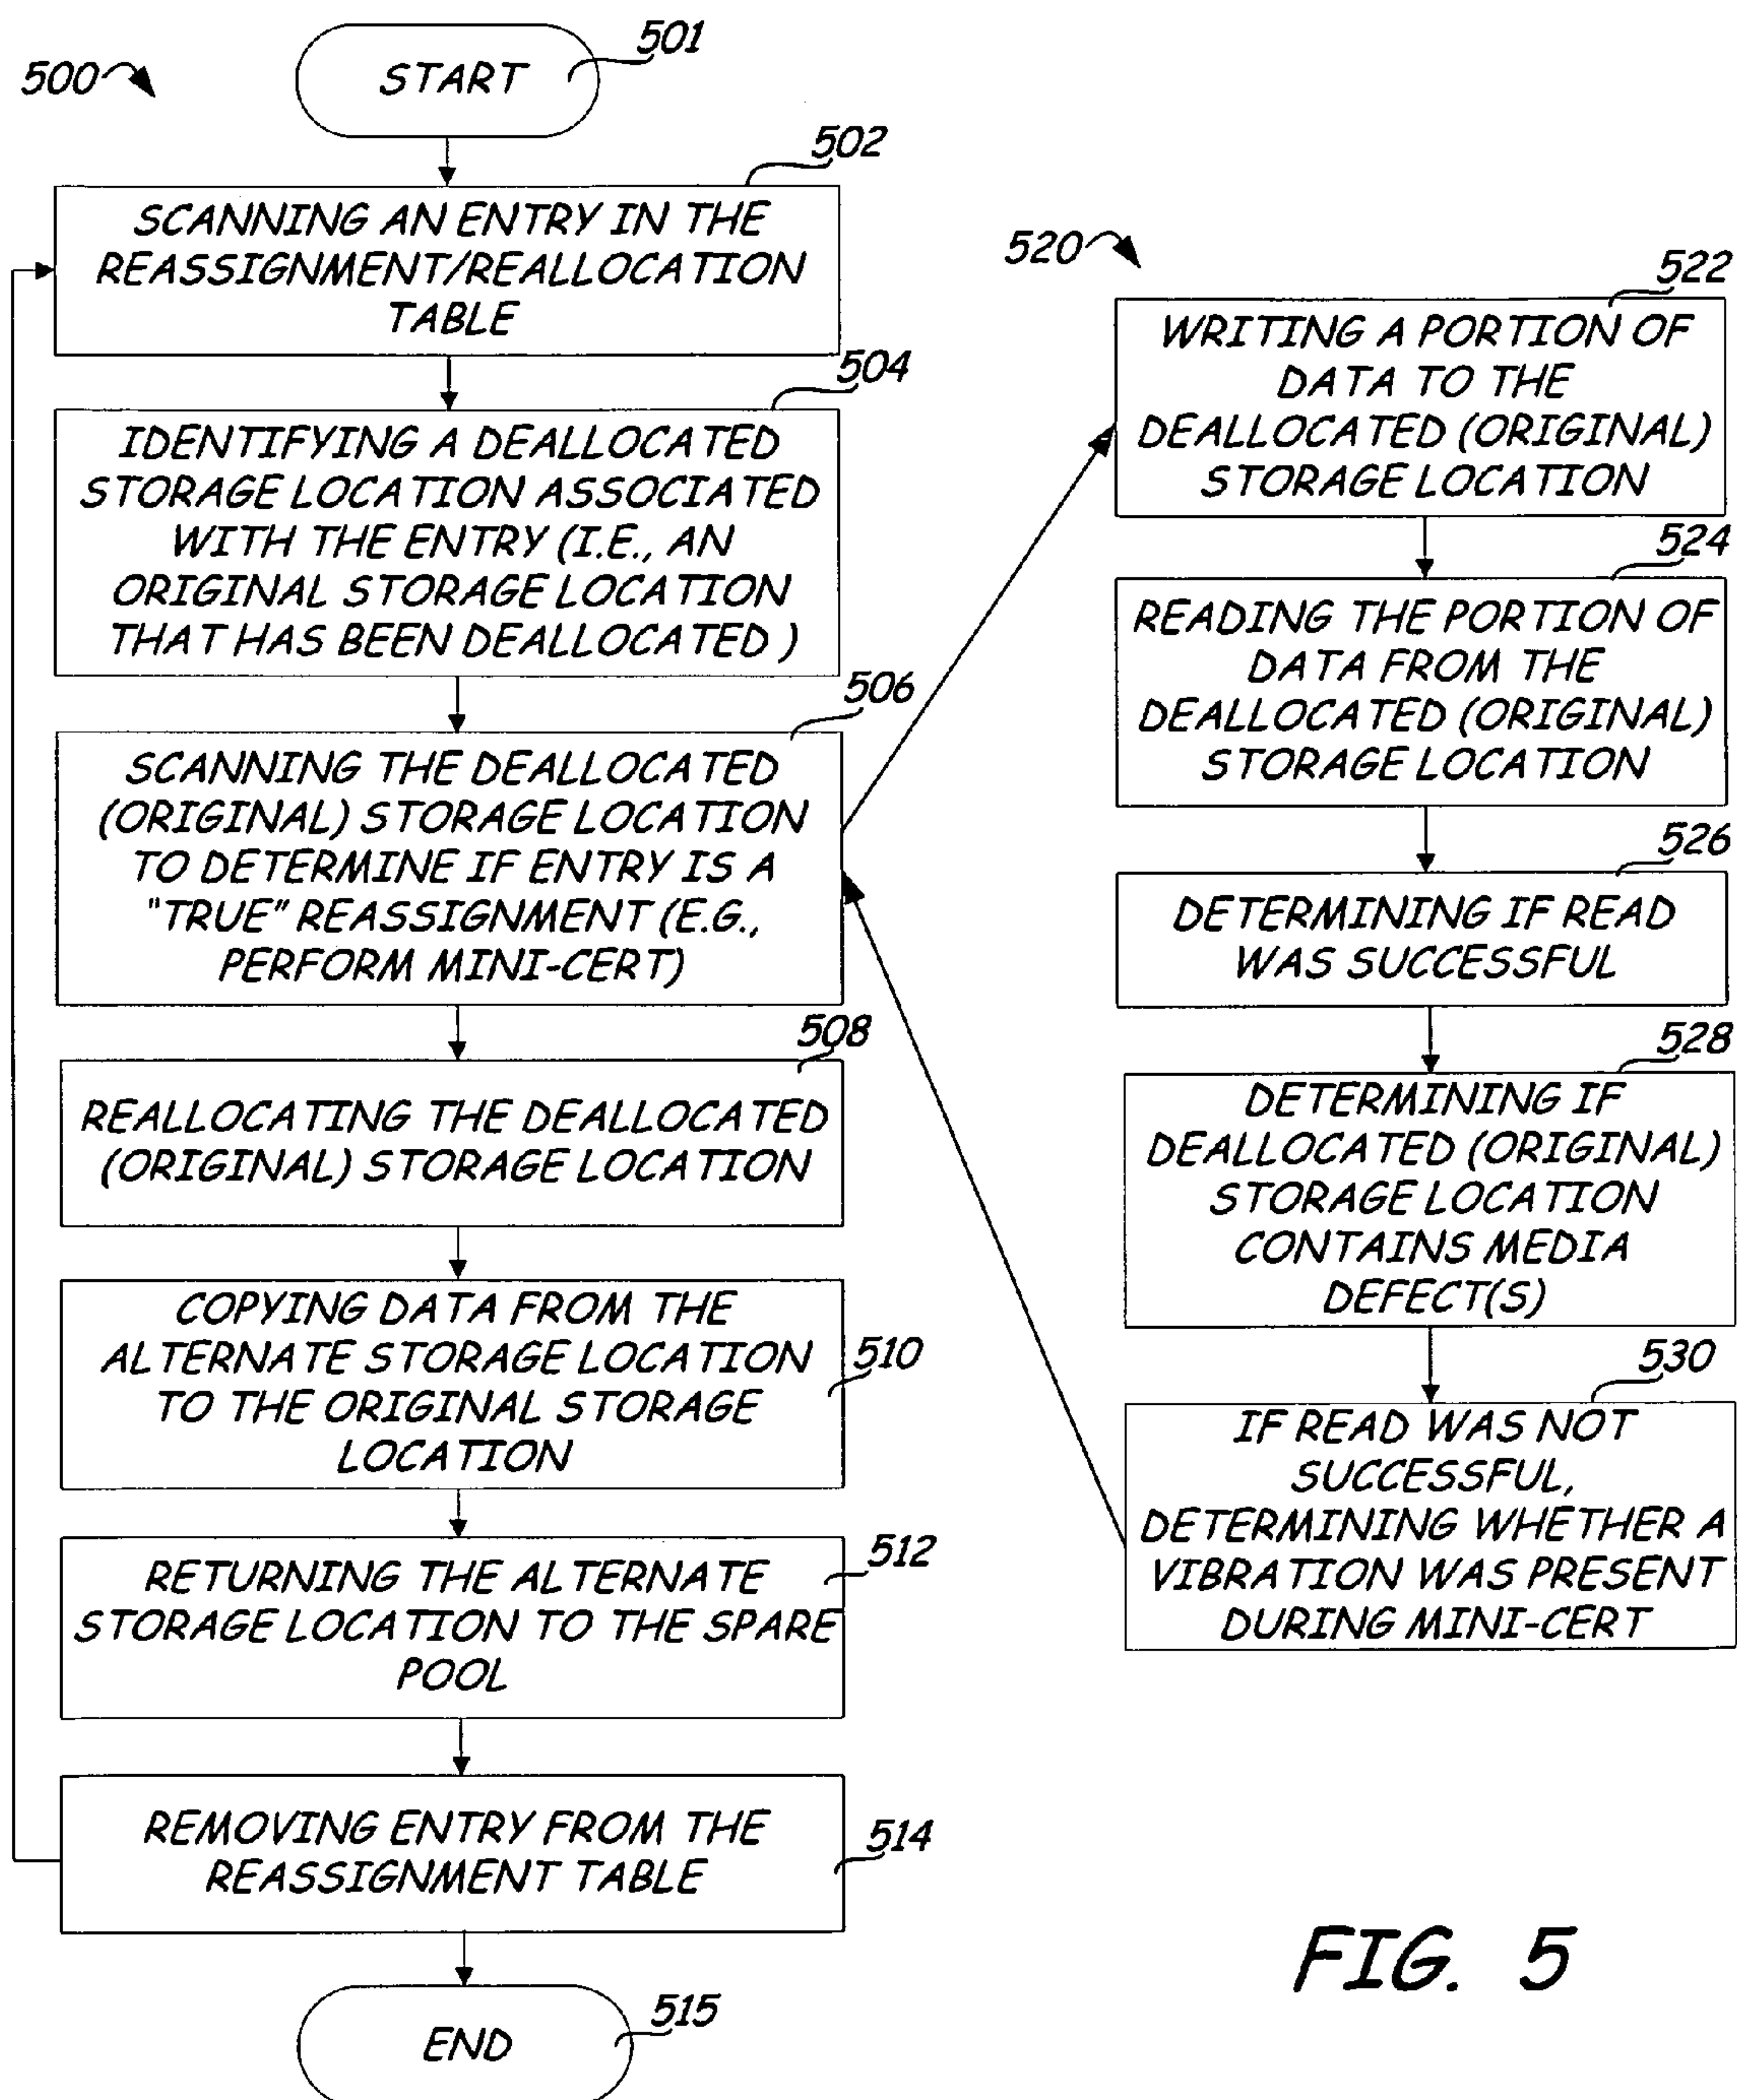 500
START
501
502
SCANNING AN ENTRY IN THE
REASSIGNMENT/REALLOCATION
TABLE
504
IDENTIFYING A DEALLOCATED
STORAGE LOCATION ASSOCIATED
WITH THE ENTRY (I.E., AN
ORIGINAL STORAGE LOCATION
THAT HAS BEEN DEALLOCATED )
506
SCANNING THE DEALLOCATED
(ORIGINAL) STORAGE LOCATION
TO DETERMINE IF ENTRY IS A
"TRUE" REASSIGNMENT (E.G.,
PERFORM MINI-CERT)
508
REALLOCATING THE DEALLOCATED
(ORIGINAL) STORAGE LOCATION
COPYING DATA FROM THE
ALTERNATE STORAGE LOCATION
TO THE ORIGINAL STORAGE
LOCATION
510
RETURNING THE ALTERNATE
STORAGE LOCATION TO THE SPARE
POOL
512
REMOVING ENTRY FROM THE
REASSIGNMENT TABLE
514
END
515
520
522
WRITING A PORTION OF
DATA TO THE
DEALLOCATED (ORIGINAL)
STORAGE LOCATION
524
READING THE PORTION OF
DATA FROM THE
DEALLOCATED (ORIGINAL)
STORAGE LOCATION
526
DETERMINING IF READ
WAS SUCCESSFUL
528
DETERMINING IF
DEALLOCATED (ORIGINAL)
STORAGE LOCATION
CONTAINS MEDIA
DEFECT(S)
530
IF READ WAS NOT
SUCCESSFUL,
DETERMINING WHETHER A
VIBRATION WAS PRESENT
DURING MINI-CERT
FIG. 5